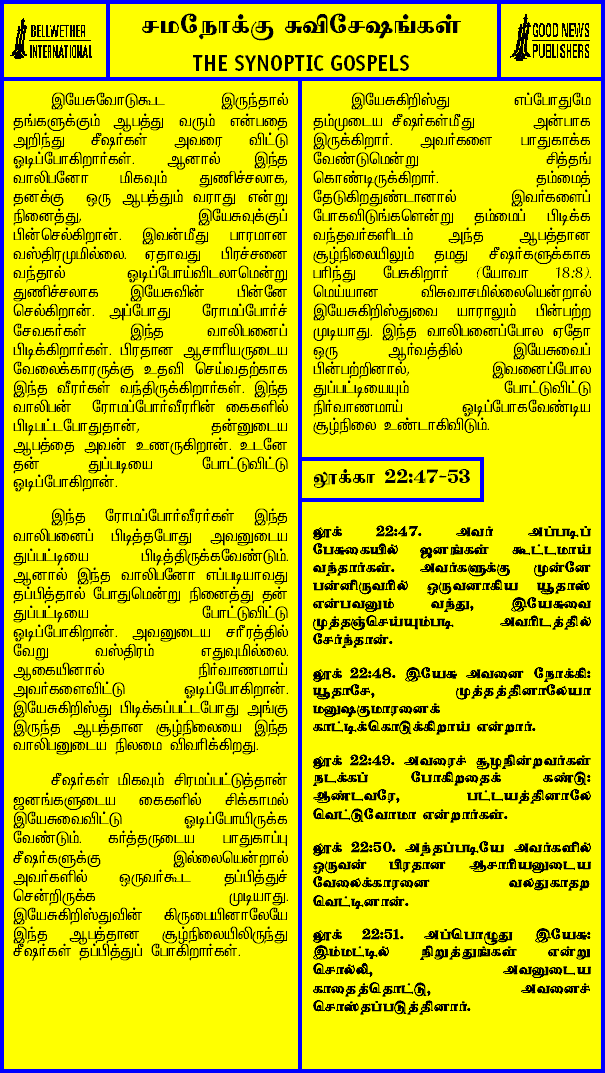 BELLWETHER
INTERNATIONAL
சமநோக்கு சுவிசேஷங்கள்
THE SYNOPTIC GOSPELS
GOOD NEWS
PUBLISHERS
இயேசுவோடுகூட இருந்தால்
தங்களுக்கும் ஆபத்து வரும் என்பதை
அறிந்து சீஷர்கள் அவரை விட்டு
ஓடிப்போகிறார்கள். ஆனால் இந்த
வாலிபனோ மிகவும் துணிச்சலாக,
தனக்கு ஒரு ஆபத்தும் வராது என்று
நினைத்து, இயேசுவுக்குப்
பின்செல்கிறான். இவன்மீது பாரமான
வஸ்திரமுமில்லை. ஏதாவது பிரச்சனை
வந்தால் ஓடிப்போய்விடலாமென்று
துணிச்சலாக இயேசுவின் பின்னே
செல்கிறான். அப்போது ரோமப்போர்ச்
சேவகர்கள் இந்த வாலிபனைப்
பிடிக்கிறார்கள். பிரதான ஆசாரியருடைய
வேலைக்காரருக்கு உதவி செய்வதற்காக
இந்த வீரர்கள் வந்திருக்கிறார்கள். இந்த
வாலிபன் ரோமப்போர்வீரரின் கைகளில்
பிடிபட்டபோதுதான், தன்னுடைய
ஆபத்தை அவன் உணருகிறான். உடனே
தன் துப்படியை போட்டுவிட்டு
ஓடிப்போகிறான்.
இந்த ரோமப்போர்வீரர்கள் இந்த
வாலிபனைப் பிடித்தபோது அவனுடைய
துப்பட்டியை பிடித்திருக்கவேண்டும்.
ஆனால் இந்த வாலிபனோ எப்படியாவது
தப்பித்தால் போதுமென்று நினைத்து தன்
துப்பட்டியை போட்டுவிட்டு
ஓடிப்போகிறான். அவனுடைய சரீரத்தில்
வேறு வஸ்திரம் எதுவுமில்லை.
ஆகையினால் நிர்வாணமாய்
அவர்களைவிட்டு ஓடிப்போகிறான்.
இயேசுகிறிஸ்து பிடிக்கப்பட்டபோது அங்கு
இருந்த ஆபத்தான சூழ்நிலையை இந்த
வாலிபனுடைய நிலமை விவரிக்கிறது.
சீஷர்கள் மிகவும் சிரமப்பட்டுத்தான்
ஜனங்களுடைய கைகளில் சிக்காமல்
இயேசுவைவிட்டு ஓடிப்போயிருக்க
வேண்டும். கர்த்தருடைய பாதுகாப்பு
சீஷர்களுக்கு இல்லையென்றால்
அவர்களில் ஒருவர்கூட தப்பித்துச்
சென்றிருக்க முடியாது.
இயேசுகிறிஸ்துவின் கிருபையினாலேயே
இந்த ஆபத்தான சூழ்நிலையிலிருந்து
சீஷர்கள் தப்பித்துப் போகிறார்கள்.
இயேசுகிறிஸ்து எப்போதுமே
தம்முடைய சீஷர்கள்மீது அன்பாக
இருக்கிறார். அவர்களை பாதுகாக்க
வேண்டுமென்று சித்தங்
கொண்டிருக்கிறார். தம்மைத்
தேடுகிறதுண்டானால் இவர்களைப்
போகவிடுங்களென்று தம்மைப் பிடிக்க
வந்தவர்களிடம் அந்த ஆபத்தான
சூழ்நிலையிலும் தமது சீஷர்களுக்காக
பரிந்து பேசுகிறார் (யோவா 18:8).
மெய்யான விசுவாசமில்லையென்றால்
இயேசுகிறிஸ்துவை யாராலும் பின்பற்ற
முடியாது. இந்த வாலிபனைப்போல ஏதோ
ஒரு ஆர்வத்தில் இயேசுவைப்
பின்பற்றினால், இவனைப்போல
துப்பட்டியையும் போட்டுவிட்டு
நிர்வாணமாய் ஓடிப்போகவேண்டிய
சூழ்நிலை உண்டாகிவிடும்.
லூக்கா 22:47-53
லூக் 22:47. அவர் அப்படிப்
பேசுகையில் ஜனங்கள் கூட்டமாய்
வந்தார்கள். அவர்களுக்கு முன்னே
பன்னிருவரில் ஒருவனாகிய யூதாஸ்
என்பவனும் வந்து, இயேசுவை
முத்தஞ்செய்யும்படி அவரிடத்தில்
சேர்ந்தான்.
லூக் 22:48. இயேசு அவனை நோக்கி:
யூதாசே, முத்தத்தினாலேயா
மனுஷகுமாரனைக்
காட்டிக்கொடுக்கிறாய் என்றார்.
லூக் 22:49. அவரைச் சூழநின்றவர்கள்
நடக்கப் போகிறதைக் கண்டு:
ஆண்டவரே, பட்டயத்தினாலே
வெட்டுவோமா என்றார்கள்.
லூக் 22:50. அந்தப்படியே அவர்களில்
ஒருவன் பிரதான ஆசாரியனுடைய
வேலைக்காரனை வலதுகாதற
வெட்டினான்.
லூக் 22:51. அப்பொழுது இயேசு:
இம்மட்டில் நிறுத்துங்கள் என்று
சொல்லி, அவனுடைய
காதைத்தொட்டு, அவனைச்
சொஸ்தப்படுத்தினார்.